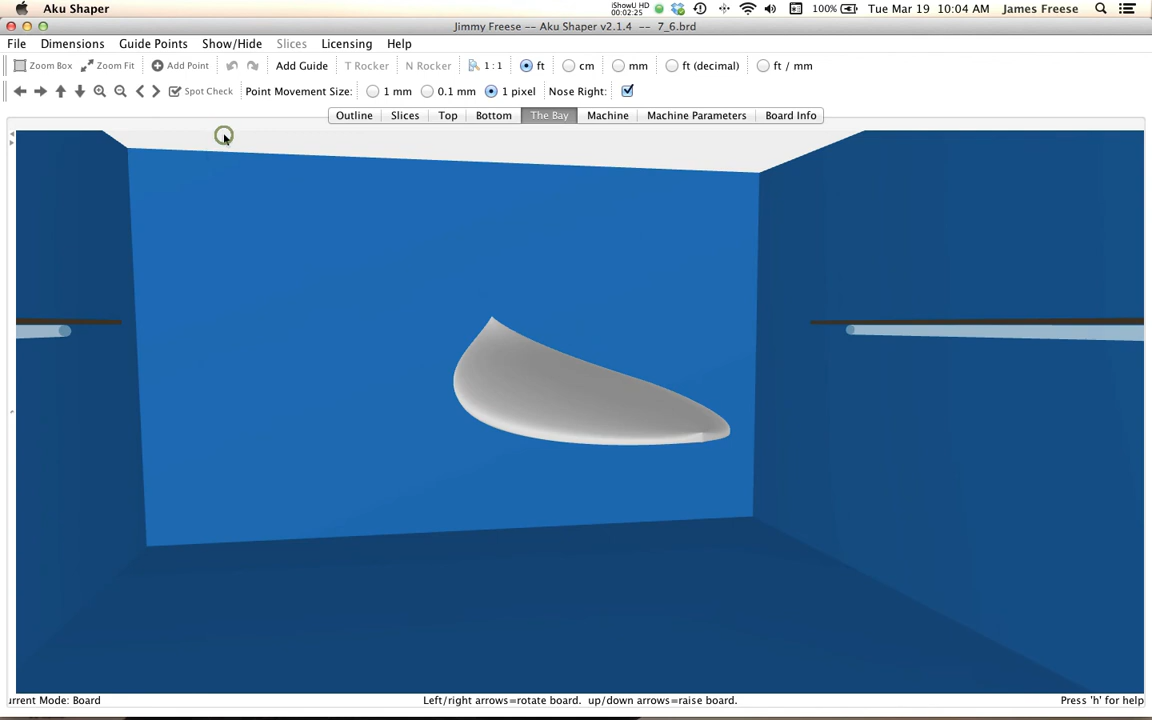 Aku Shaper
iShowU HD
00:02:25
100%
Tue Mar 19 10:04 AM James Freese
Jimmy Freese -- Aku Shaper v2.1.4 -- 7_6.brd
File Dimensions Guide Points Show/Hide Slices Licensing Help
Zoom Box Zoom Fit Add Point Add Guide T Rocker N Rocker 1 : 1 ft cm mm ft (decimal) ft / mm
Spot Check Point Movement Size: 1 mm 0.1 mm 1 pixel Nose Right:
Outline Slices Top Bottom The Bay Machine Machine Parameters Board Info
urrent Mode: Board Left/right arrows=rotate board. up/down arrows=raise board. Press 'h' for help